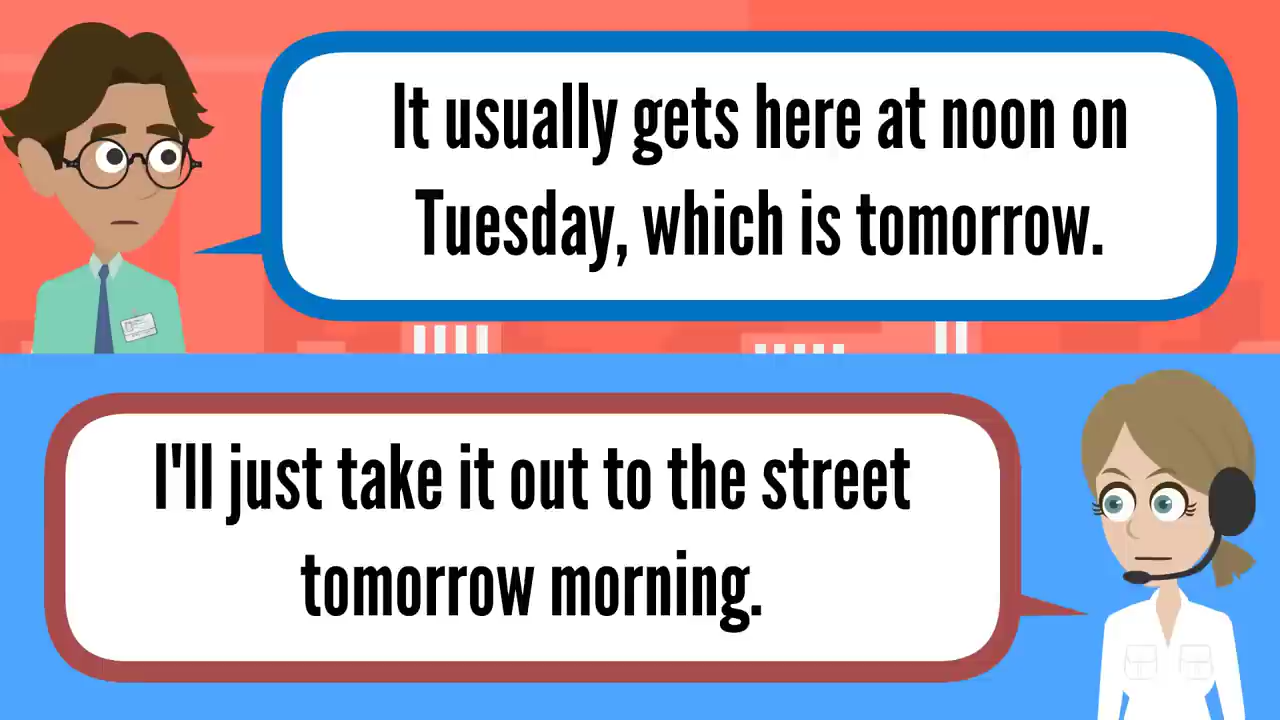 It usually gets here at noon on
Tuesday, which is tomorrow.
I'll just take it out to the street
tomorrow morning.